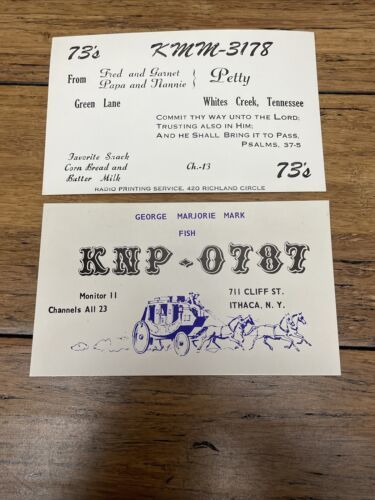 73's KMM-3178
From Fred and Garnet Petty
Papa and Nannie
Green Lane Whites Creek, Tennessee
Commit thy way unto the Lord:
Trusting also in Him;
And He Shall Bring it to Pass,
Psalms, 37-5
Favorite Snack
Corn Bread and
Butter Milk
Ch.-13
73's
RADIO PRINTING SERVICE, 420 RICHLAND CIRCLE
GEORGE MARJORIE MARK
FISH
KNP-0787
Monitor 11
Channels All 23
711 CLIFF ST.
ITHACA, N. Y.